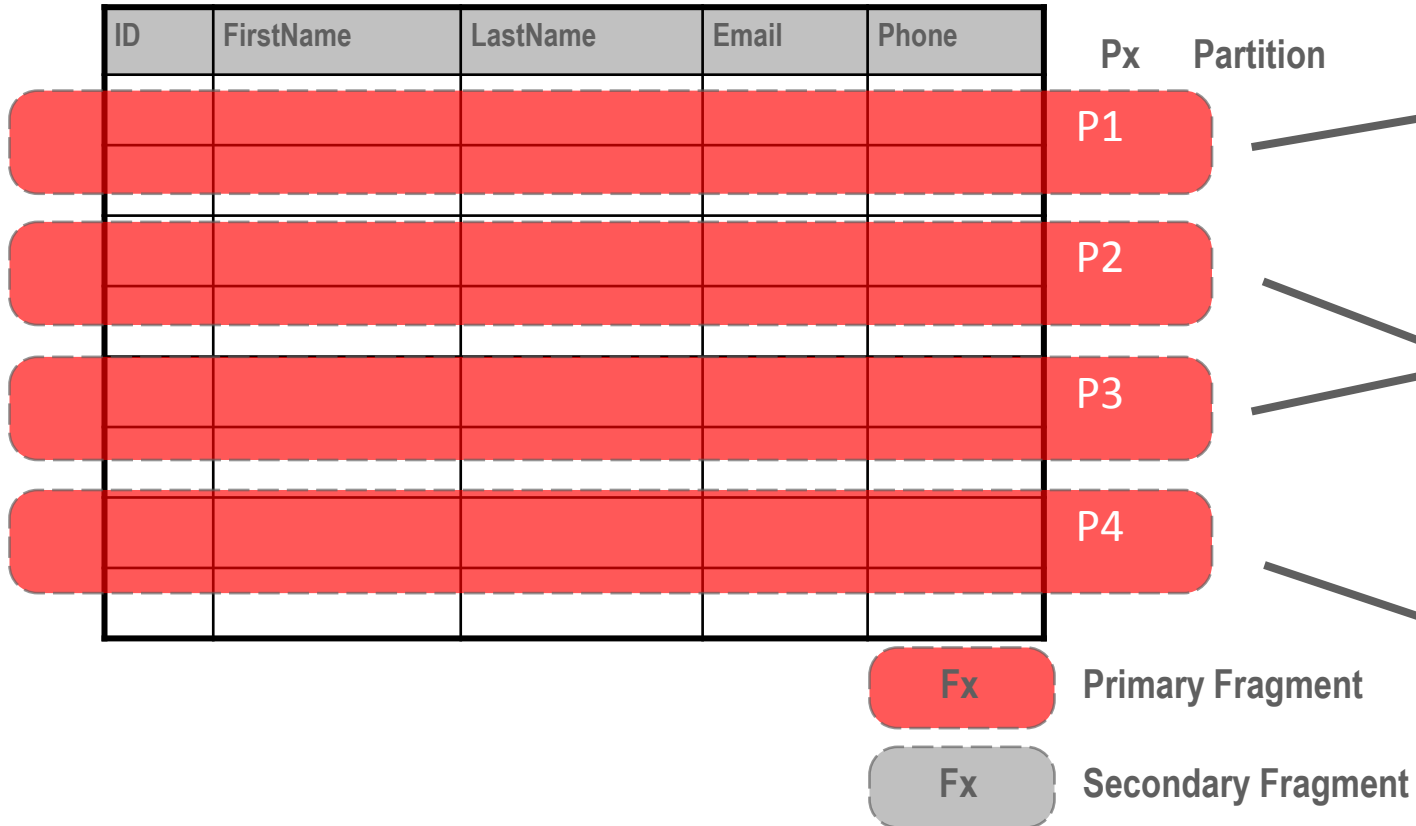 ID FirstName LastName Email Phone
Px Partition
P1
P2
P3
P4
Fx Primary Fragment
Fx Secondary Fragment